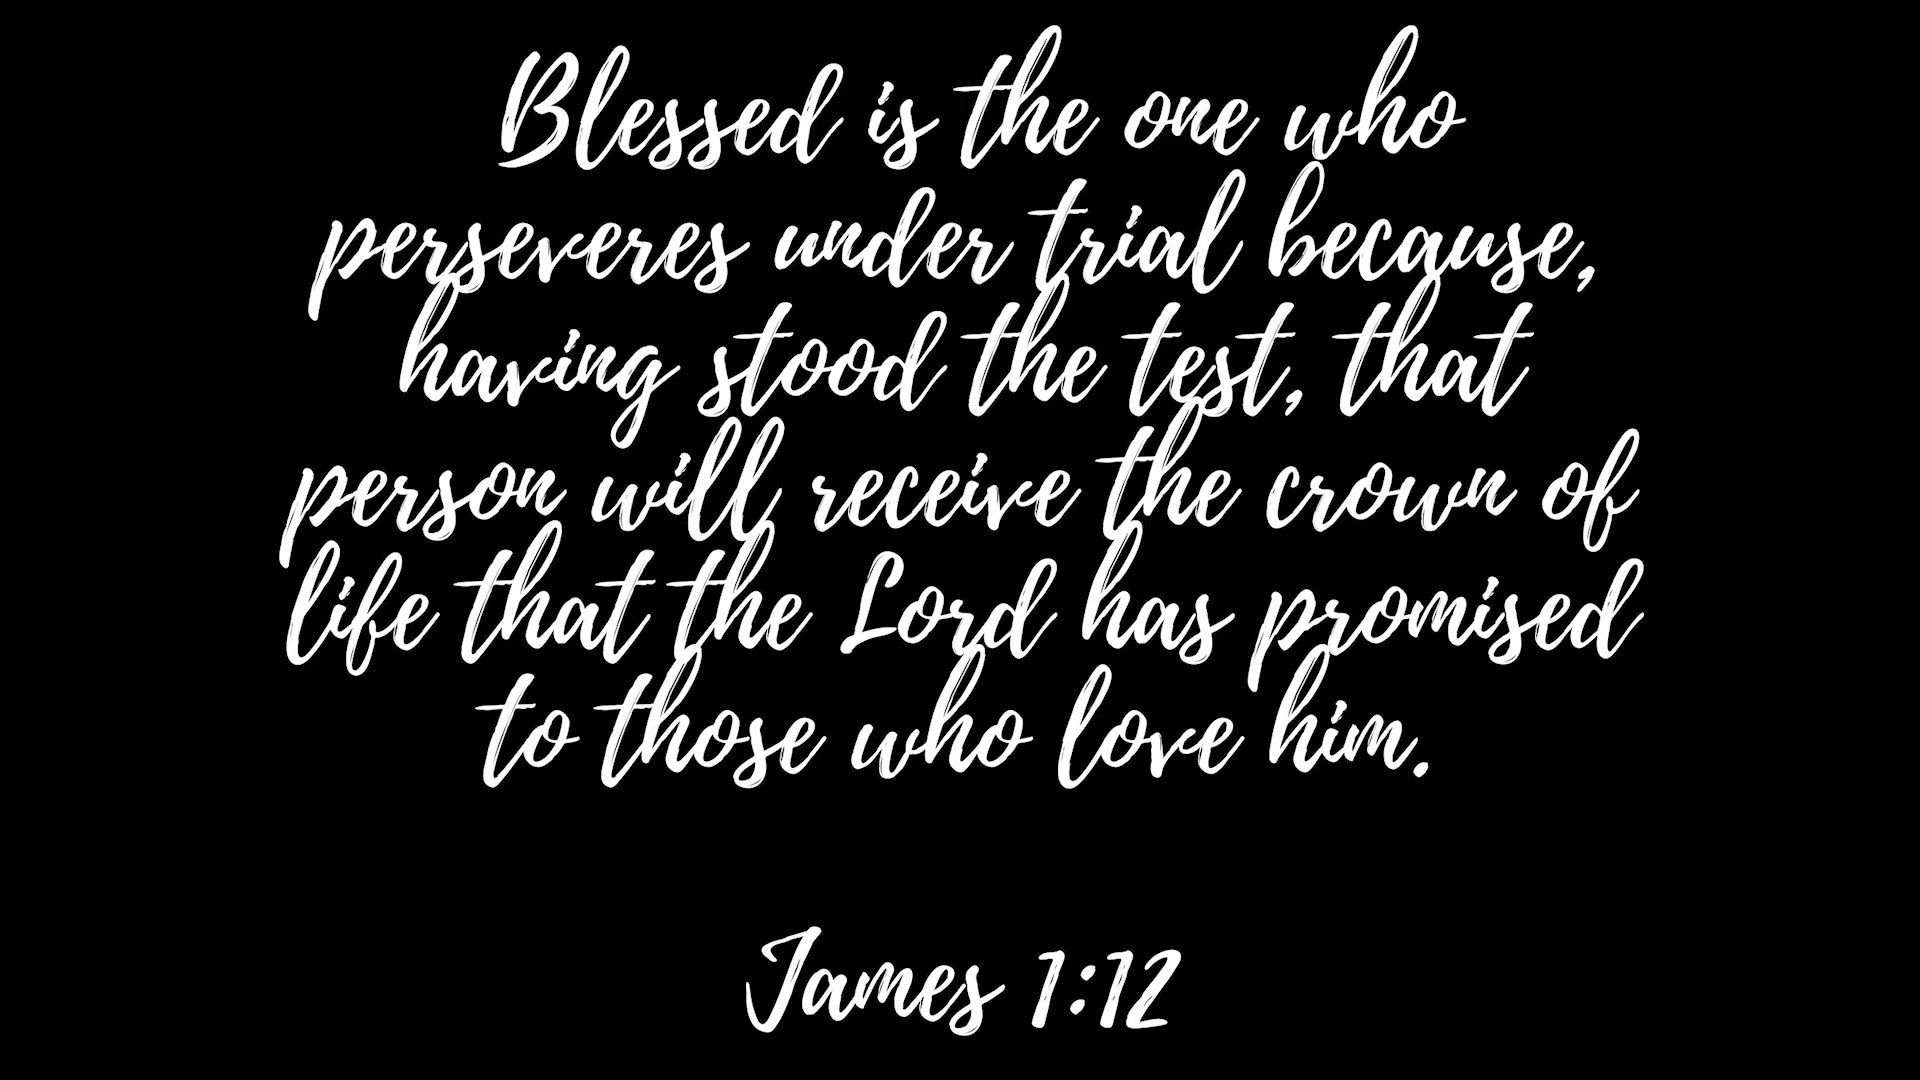 Blessed is the one who
perseveres under trial because,
having stood the test, that
person will receive the crown of
life that the Lord has promised
to those who love him.
James 1:12